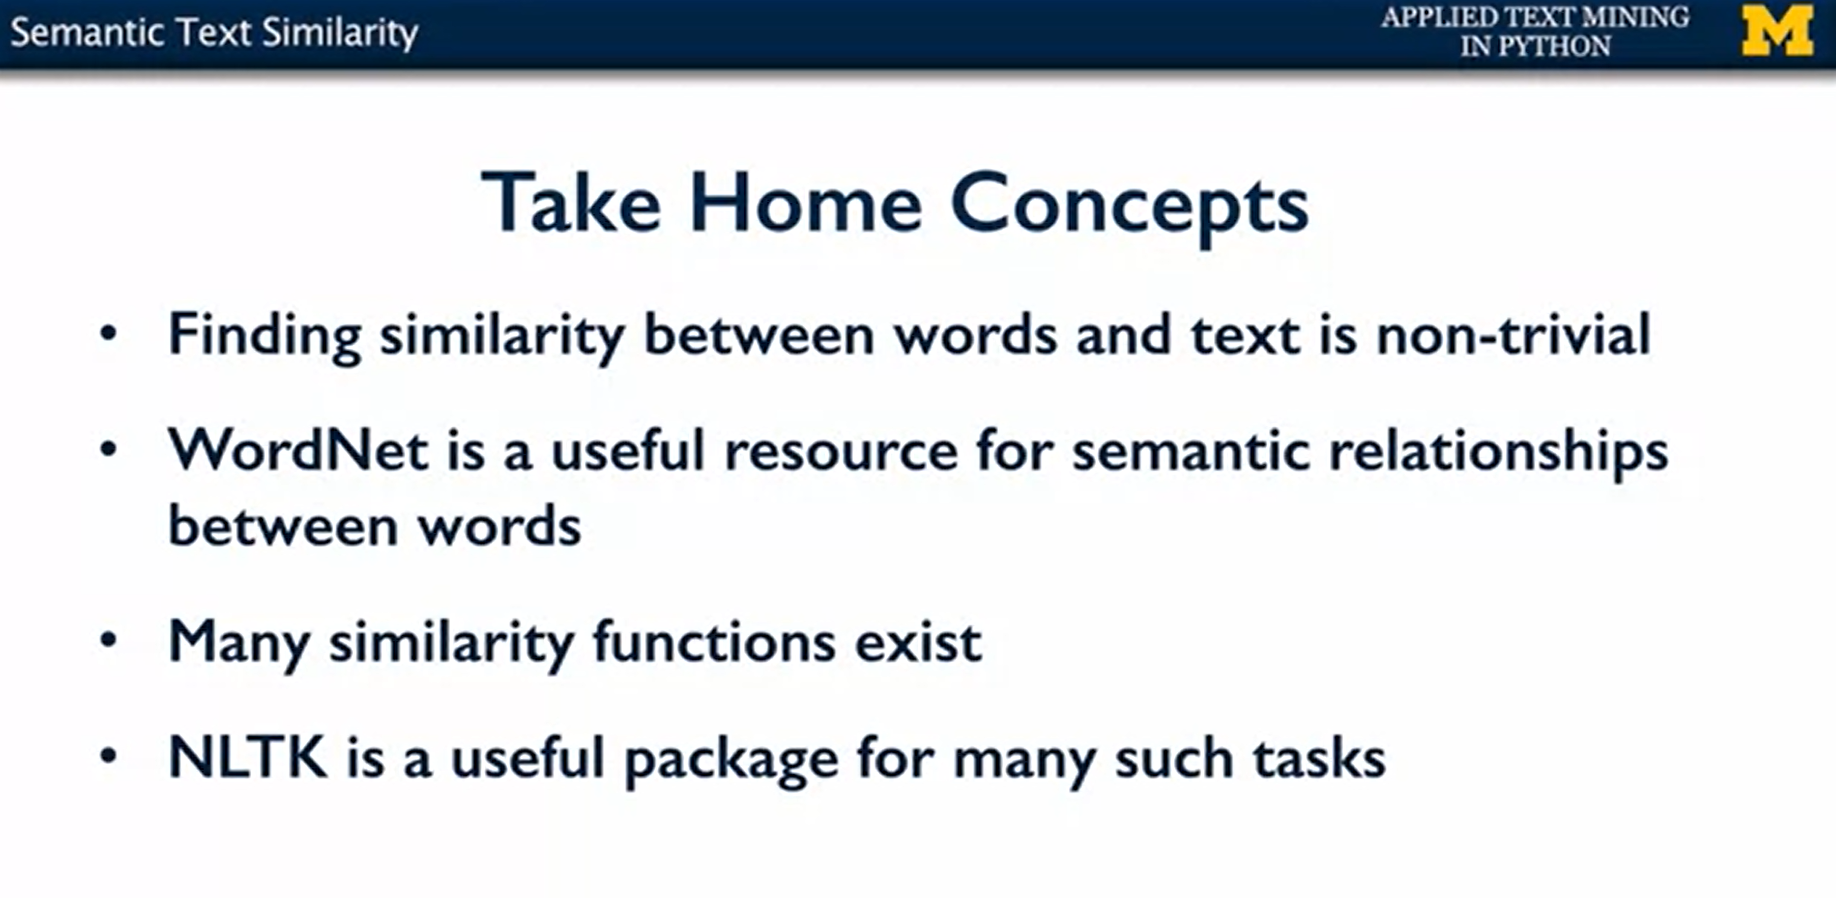 Semantic Text Similarity
APPLIED TEXT MINING
IN PYTHON
M
Take Home Concepts
• Finding similarity between words and text is non-trivial
• WordNet is a useful resource for semantic relationships
between words
• Many similarity functions exist
• NLTK is a useful package for many such tasks